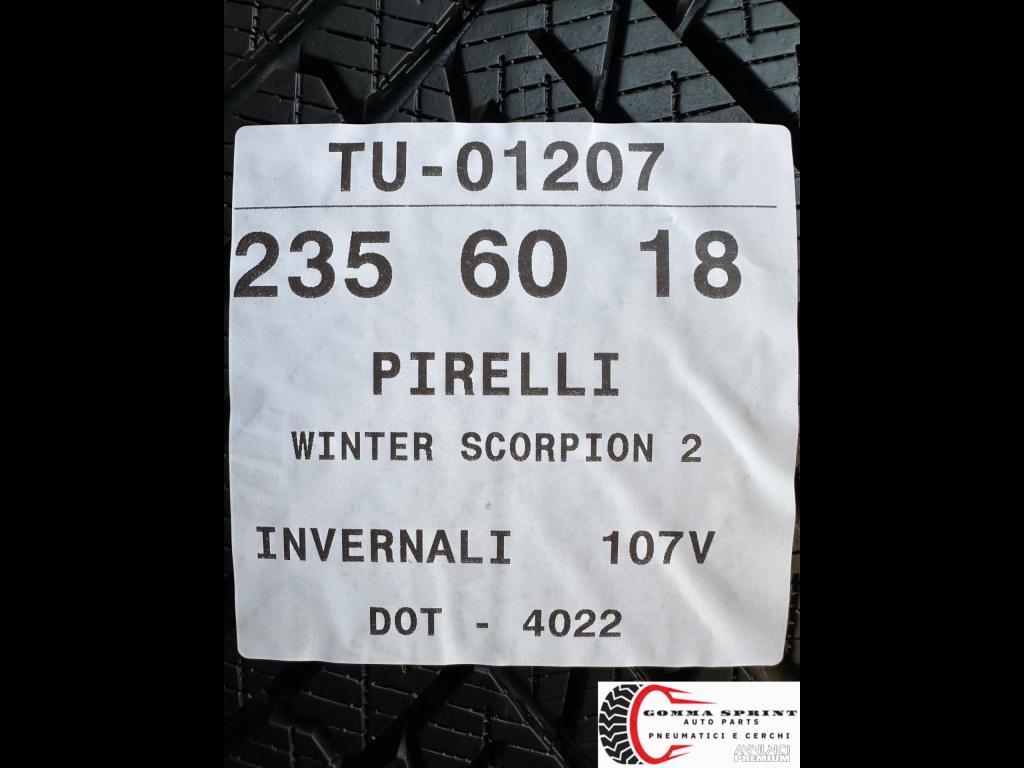 TU-01207
235 60 18
PIRELLI
WINTER SCORPION 2
INVERNALI 107V
DOT - 4022
GOMMA SPRINT
AUTO PARTS
PNEUMATICI E CERCHI
ANNUNCI
PREMIUM